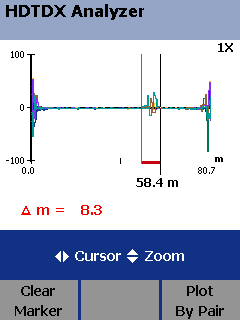 HDTDX Analyzer
1X
100
0
-100
0.0
80.7
m
58.4 m
Δ m = 8.3
Cursor Zoom
Clear Marker
Plot By Pair